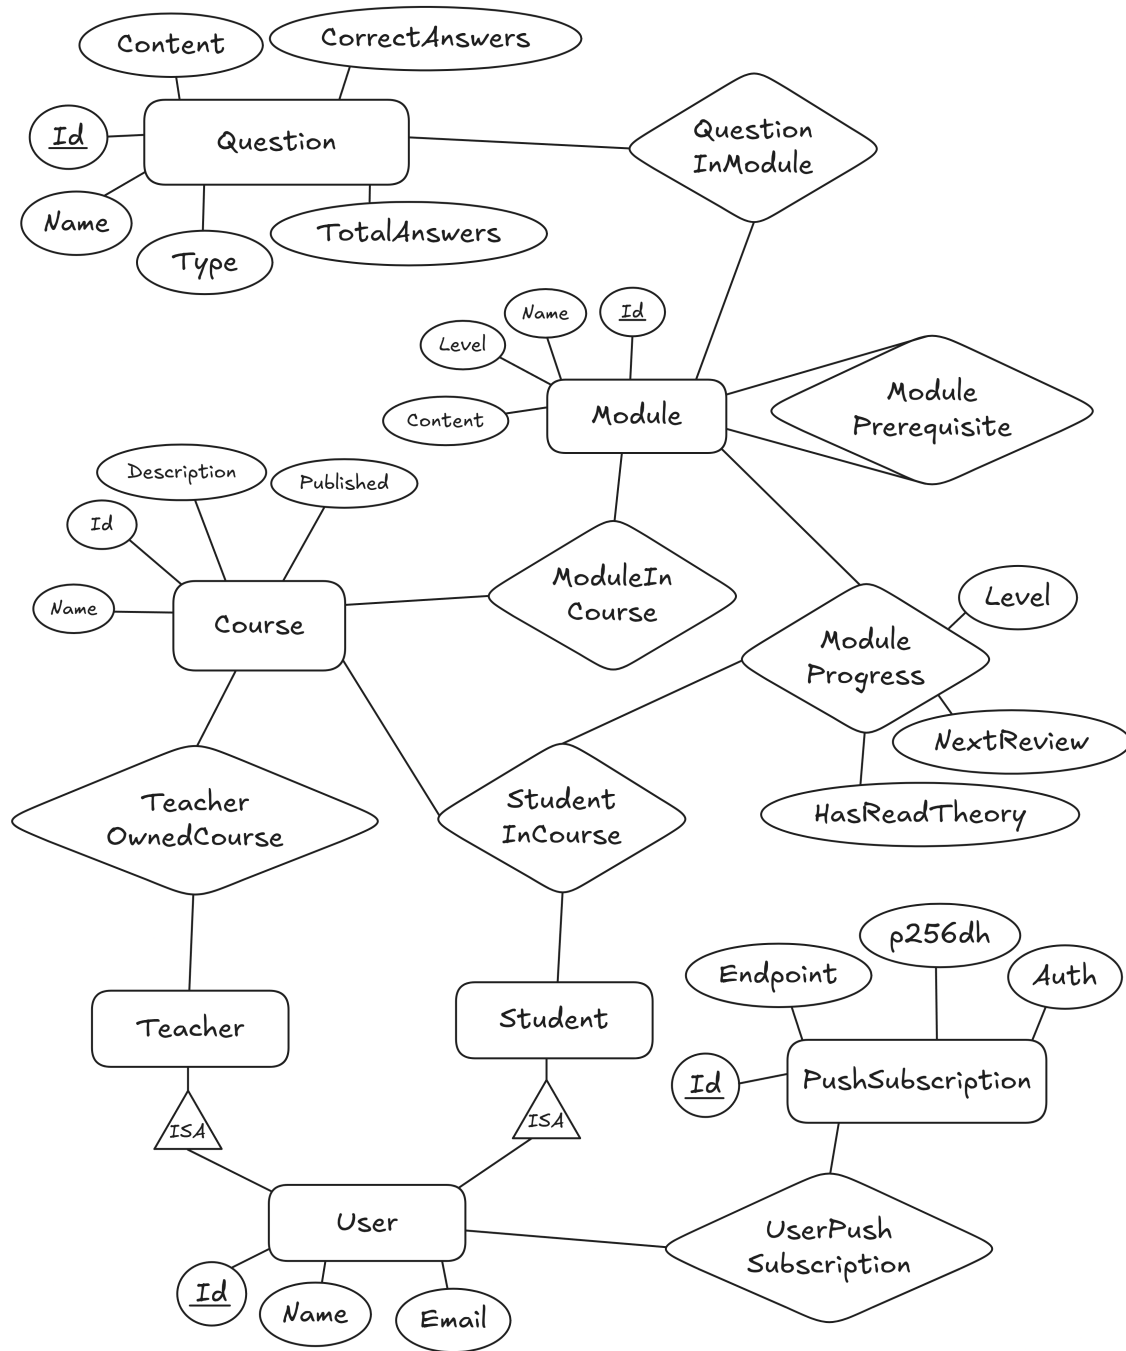 Content
CorrectAnswers
Id
Question
Name
Type
TotalAnswers
Question
InModule
Name
Id
Level
Content
Module
Module
Prerequisite
Description
Published
Id
Name
Course
ModuleIn
Course
Level
Module
Progress
NextReview
HasReadTheory
Teacher
OwnedCourse
Student
InCourse
Endpoint
p256dh
Auth
Teacher
Student
Id
PushSubscription
ISA
ISA
User
UserPush
Subscription
Id
Name
Email